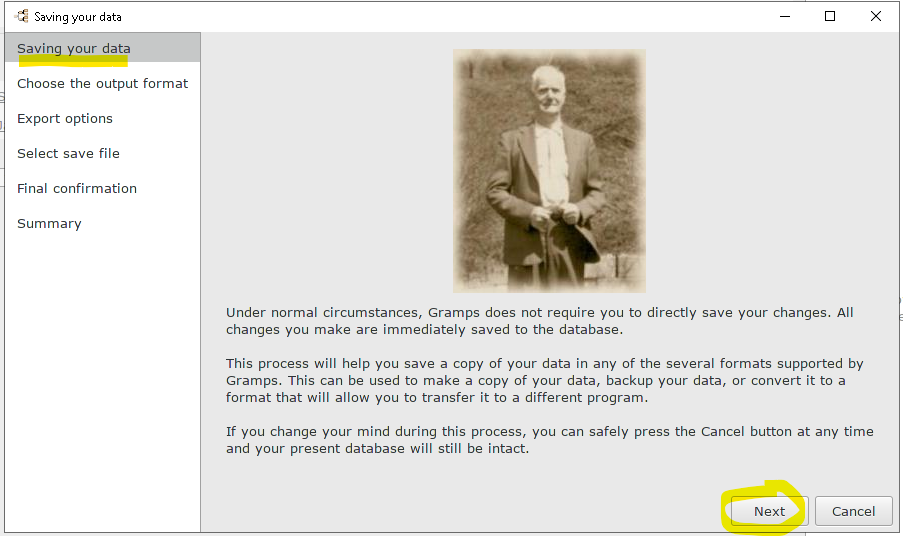 Saving your data
Saving your data
Choose the output format
Export options
Select save file
Final confirmation
Summary
Under normal circumstances, Gramps does not require you to directly save your changes. All
changes you make are immediately saved to the database.
This process will help you save a copy of your data in any of the several formats supported by
Gramps. This can be used to make a copy of your data, backup your data, or convert it to a
format that will allow you to transfer it to a different program.
If you change your mind during this process, you can safely press the Cancel button at any time
and your present database will still be intact.
Next
Cancel